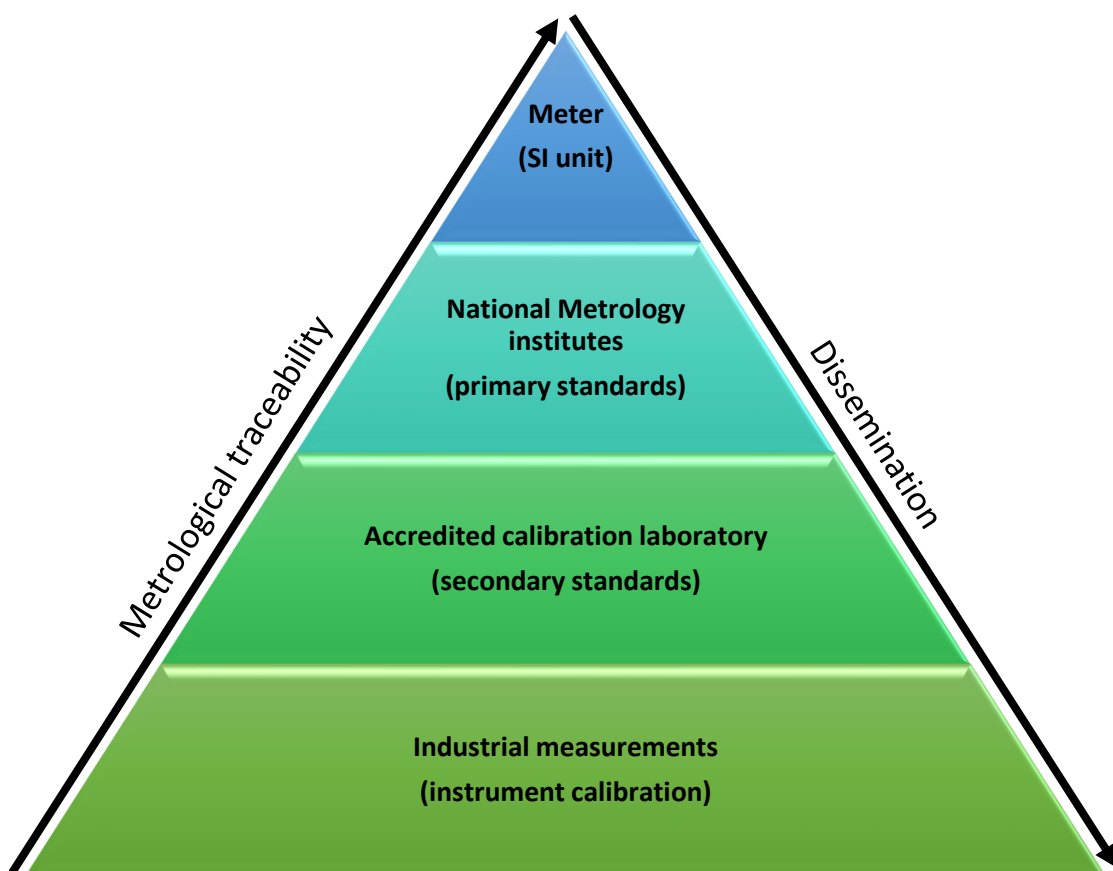 Meter
(SI unit)
National Metrology
institutes
(primary standards)
Accredited calibration laboratory
(secondary standards)
Industrial measurements
(instrument calibration)
Metrological traceability
Dissemination